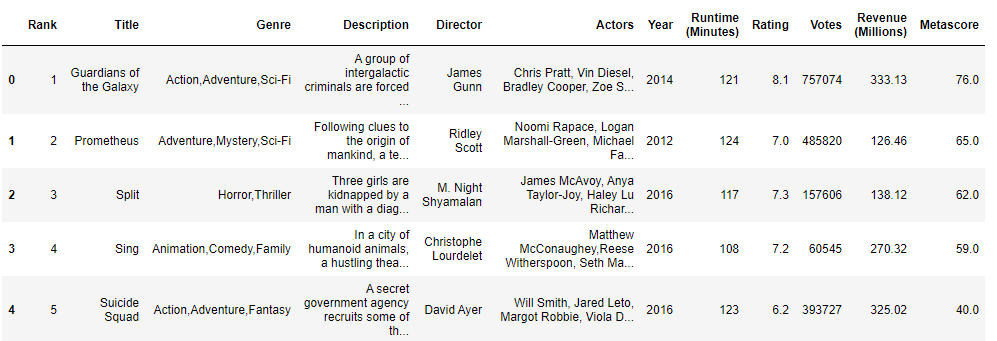 Rank Title Genre Description Director Actors Year Runtime (Minutes) Rating Votes Revenue (Millions) Metascore
0 1 Guardians of the Galaxy Action,Adventure,Sci-Fi A group of intergalactic criminals are forced ... James Gunn Chris Pratt, Vin Diesel, Bradley Cooper, Zoe S... 2014 121 8.1 757074 333.13 76.0
1 2 Prometheus Adventure,Mystery,Sci-Fi Following clues to the origin of mankind, a te... Ridley Scott Noomi Rapace, Logan Marshall-Green, Michael Fa... 2012 124 7.0 485820 126.46 65.0
2 3 Split Horror,Thriller Three girls are kidnapped by a man with a diag... M. Night Shyamalan James McAvoy, Anya Taylor-Joy, Haley Lu Richar... 2016 117 7.3 157606 138.12 62.0
3 4 Sing Animation,Comedy,Family In a city of humanoid animals, a hustling thea... Christophe Lourdelet Matthew McConaughey,Reese Witherspoon, Seth Ma... 2016 108 7.2 60545 270.32 59.0
4 5 Suicide Squad Action,Adventure,Fantasy A secret government agency recruits some of th... David Ayer Will Smith, Jared Leto, Margot Robbie, Viola D... 2016 123 6.2 393727 325.02 40.0